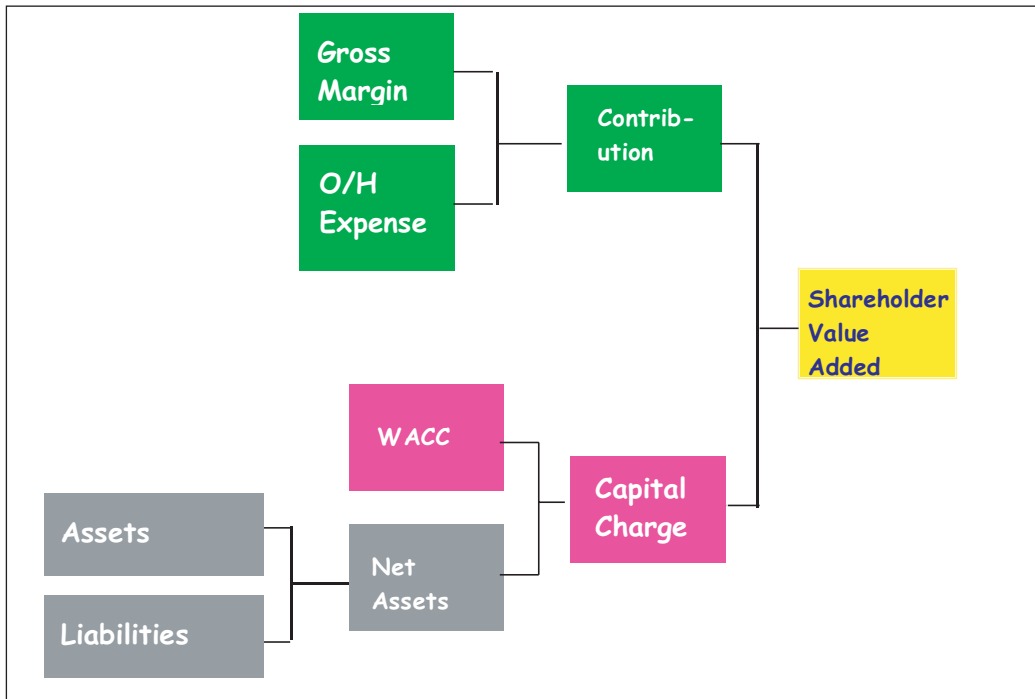 Gross
Margin
Contrib-
ution
O/H
Expense
Shareholder
Value
Added
WACC
Capital
Charge
Assets
Net
Assets
Liabilities